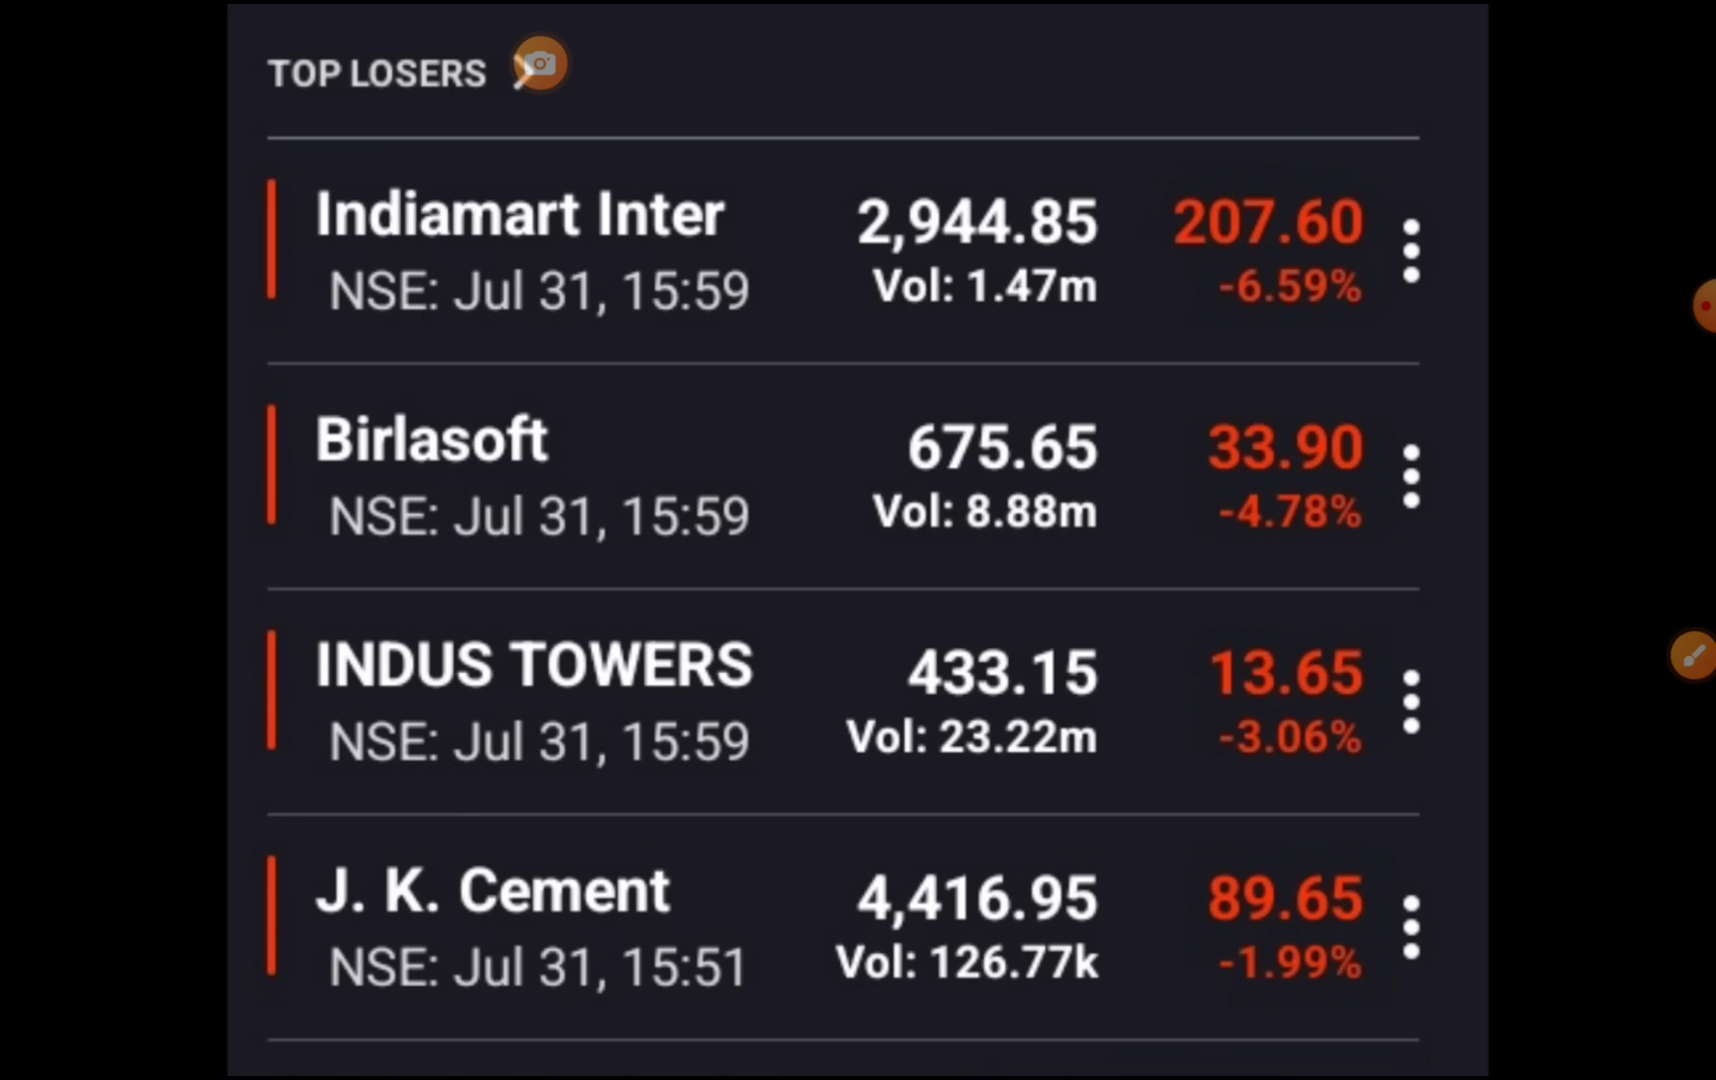 TOP LOSERS
Indiamart Inter 2,944.85 207.60
NSE: Jul 31, 15:59 Vol: 1.47m -6.59%
Birlasoft 675.65 33.90
NSE: Jul 31, 15:59 Vol: 8.88m -4.78%
INDUS TOWERS 433.15 13.65
NSE: Jul 31, 15:59 Vol: 23.22m -3.06%
J. K. Cement 4,416.95 89.65
NSE: Jul 31, 15:51 Vol: 126.77k -1.99%